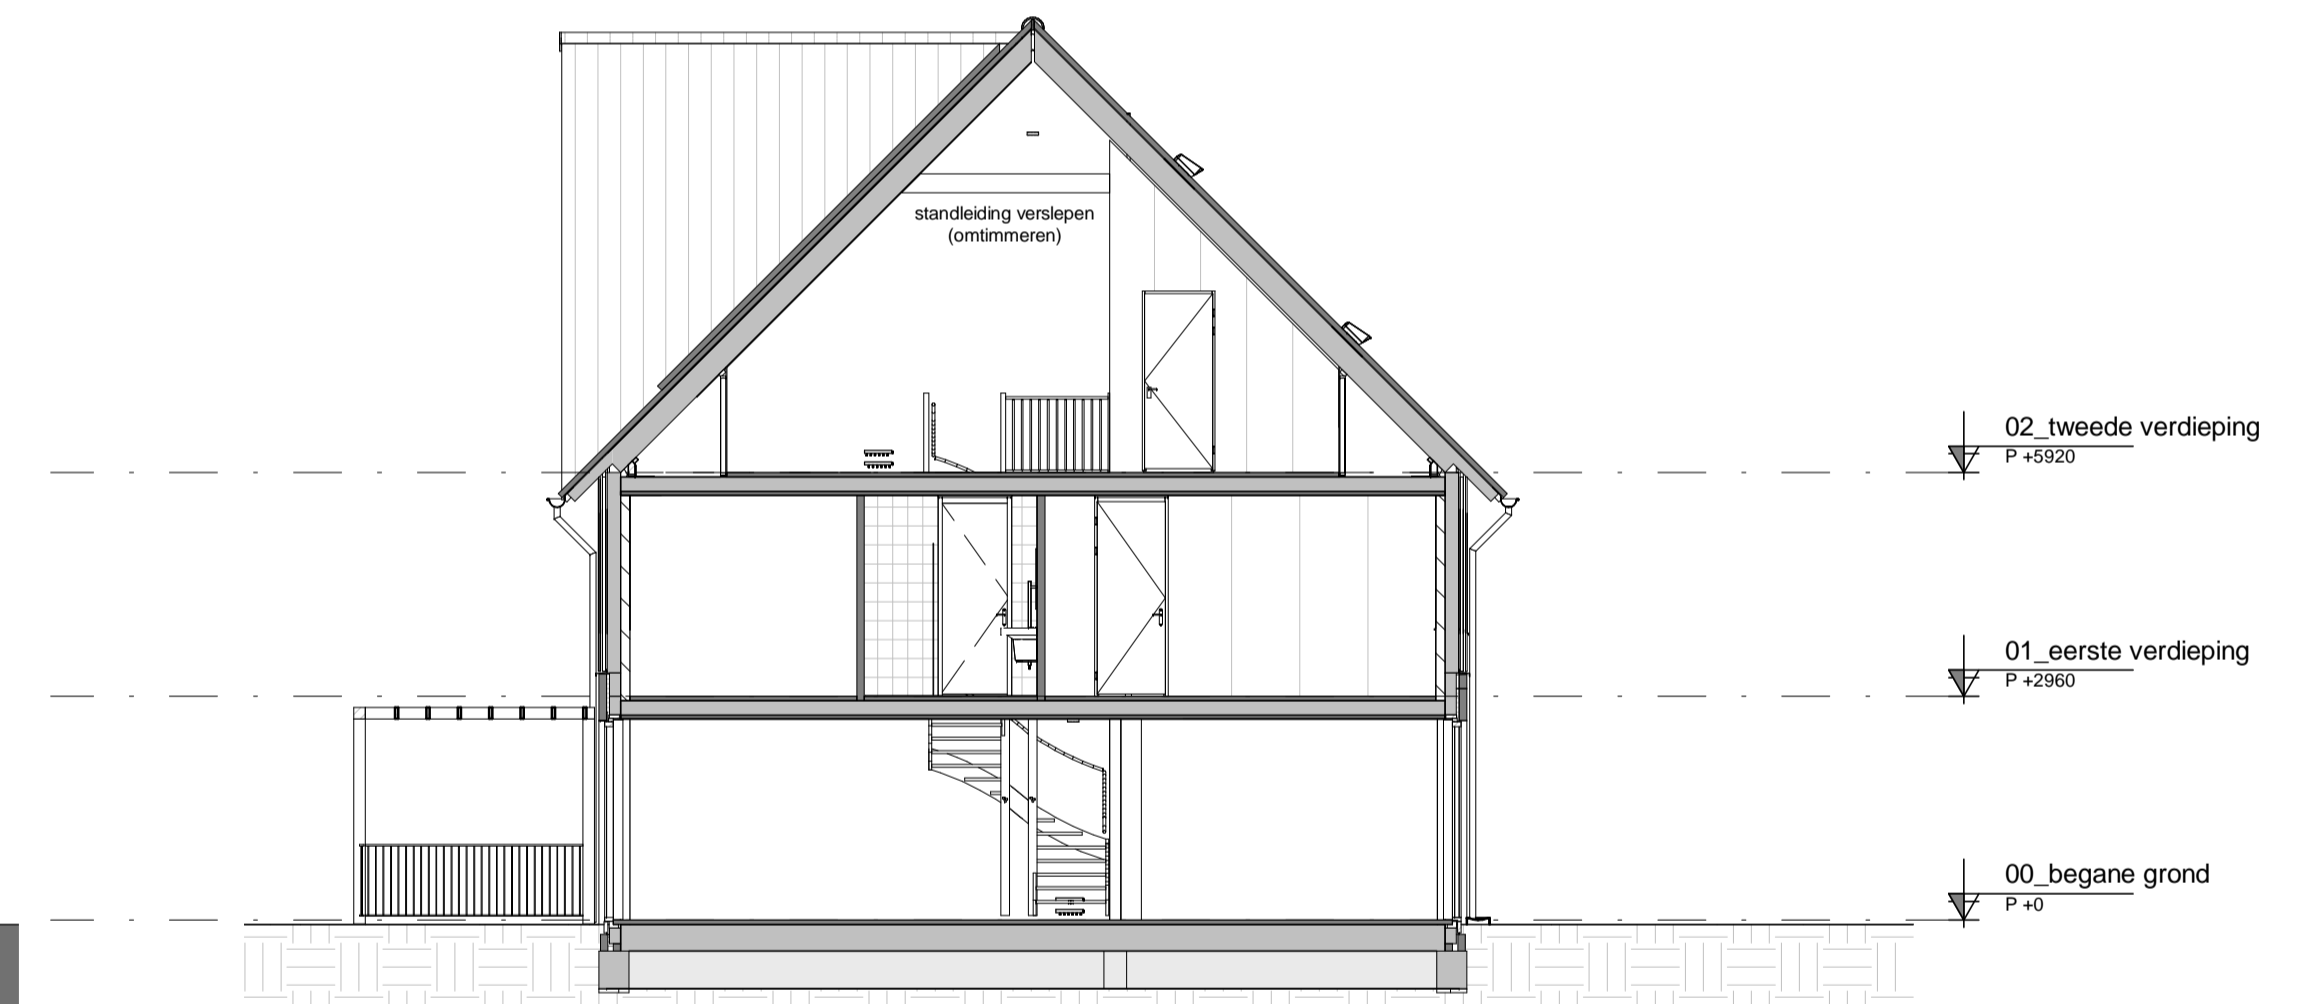 standleiding verslepen
(omtimmeren)
02_tweede verdieping
P +5920
01_eerste verdieping
P +2960
00_begane grond
P +0